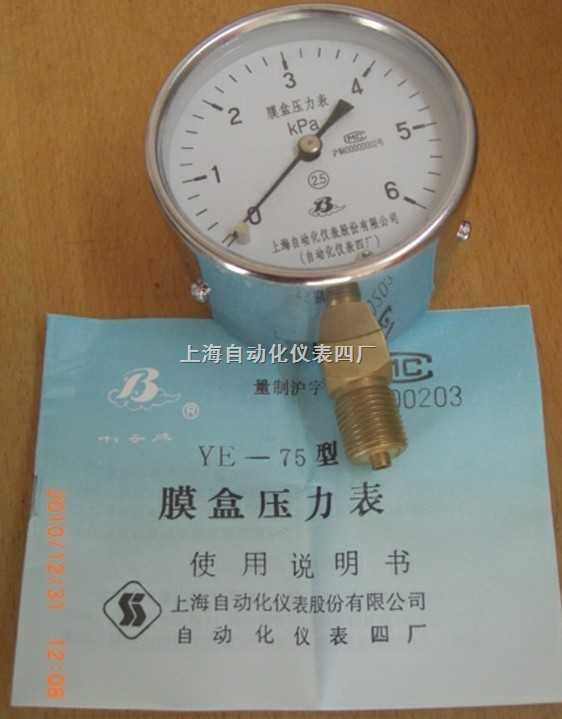 0
1
2
3
4
5
6
膜盒压力表
kPa
MC
2.5
B
上海自动化仪表股份有限公司
(自动化仪表四厂)
上海自动化仪表四厂
B
®
量制沪字
MC
00203
YE—75型
膜盒压力表
使用说明书
上海自动化仪表股份有限公司
自动化仪表四厂
2010/12/31 12:08